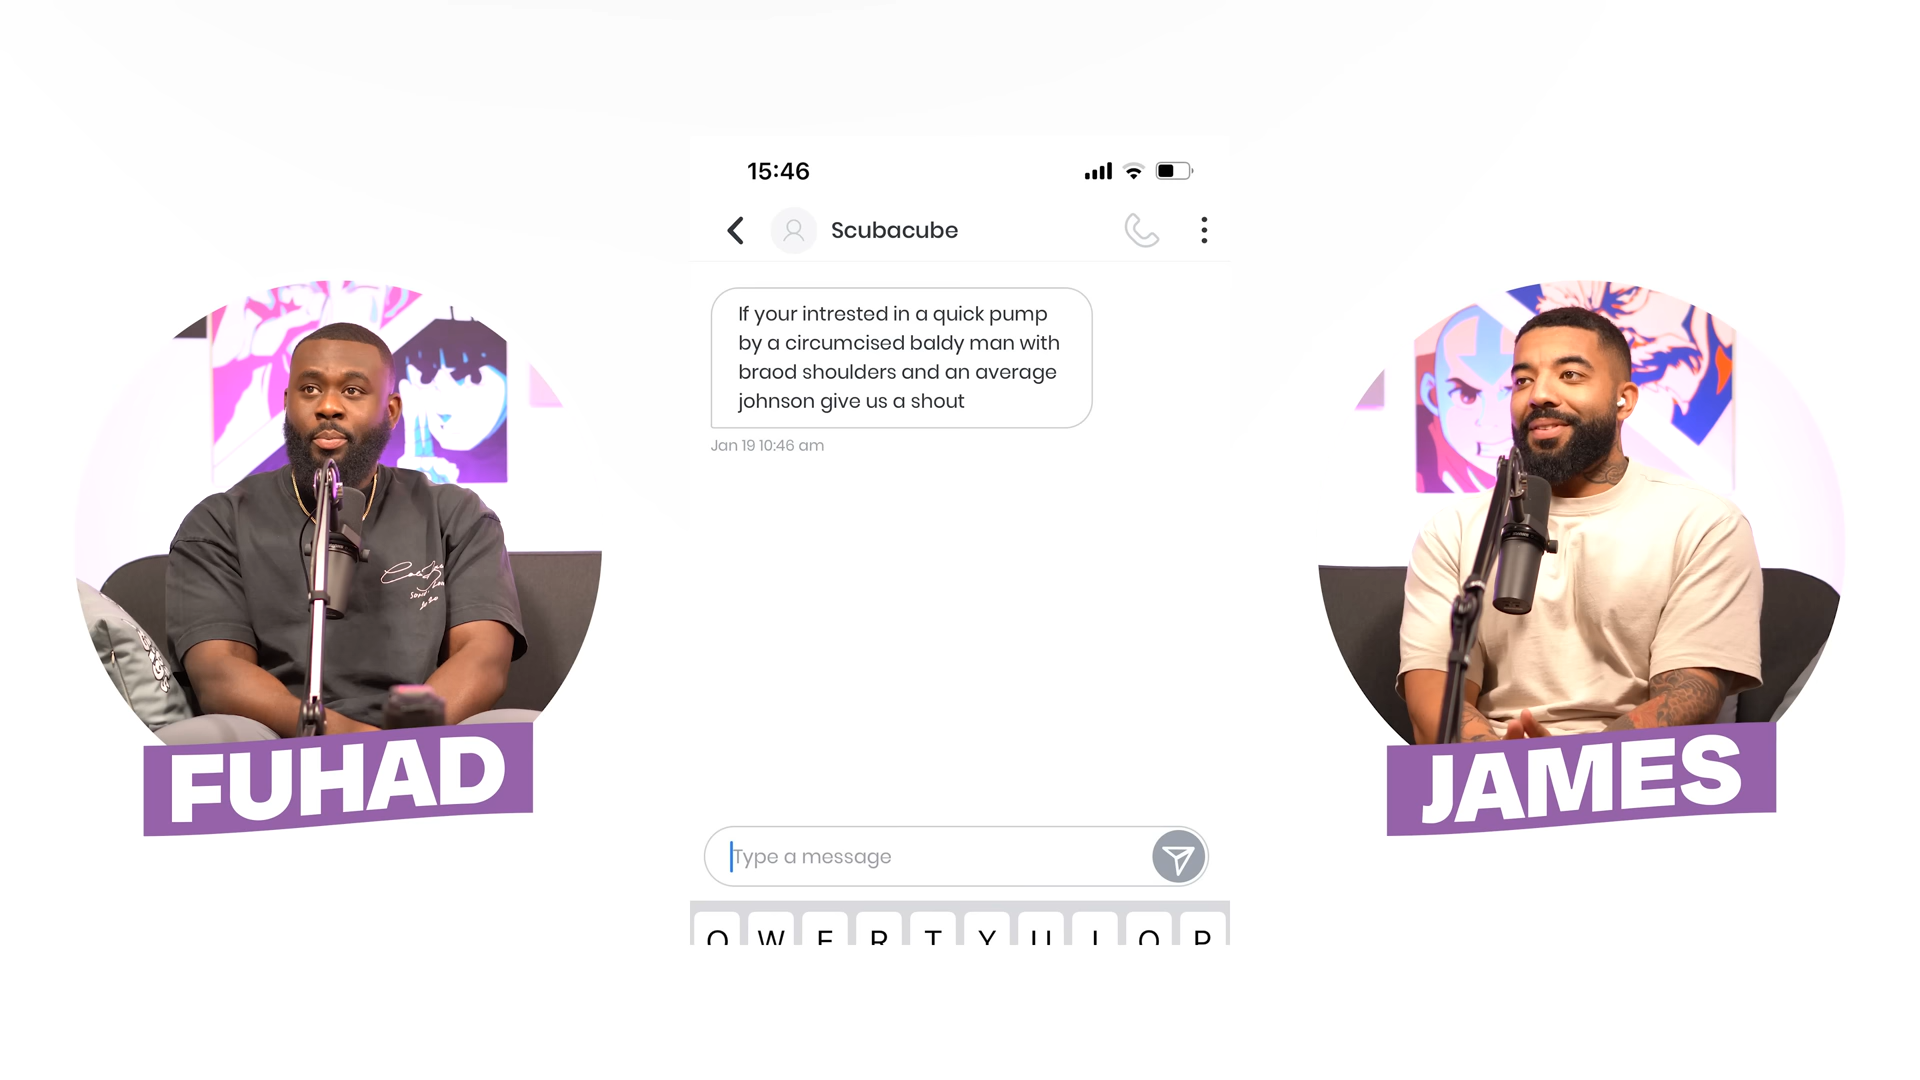 15:46
Scubacube
If your intrested in a quick pump
by a circumcised baldy man with
braod shoulders and an average
johnson give us a shout
Jan 19 10:46 am
FUHAD
JAMES
Type a message
Q W E R T Y U I O P